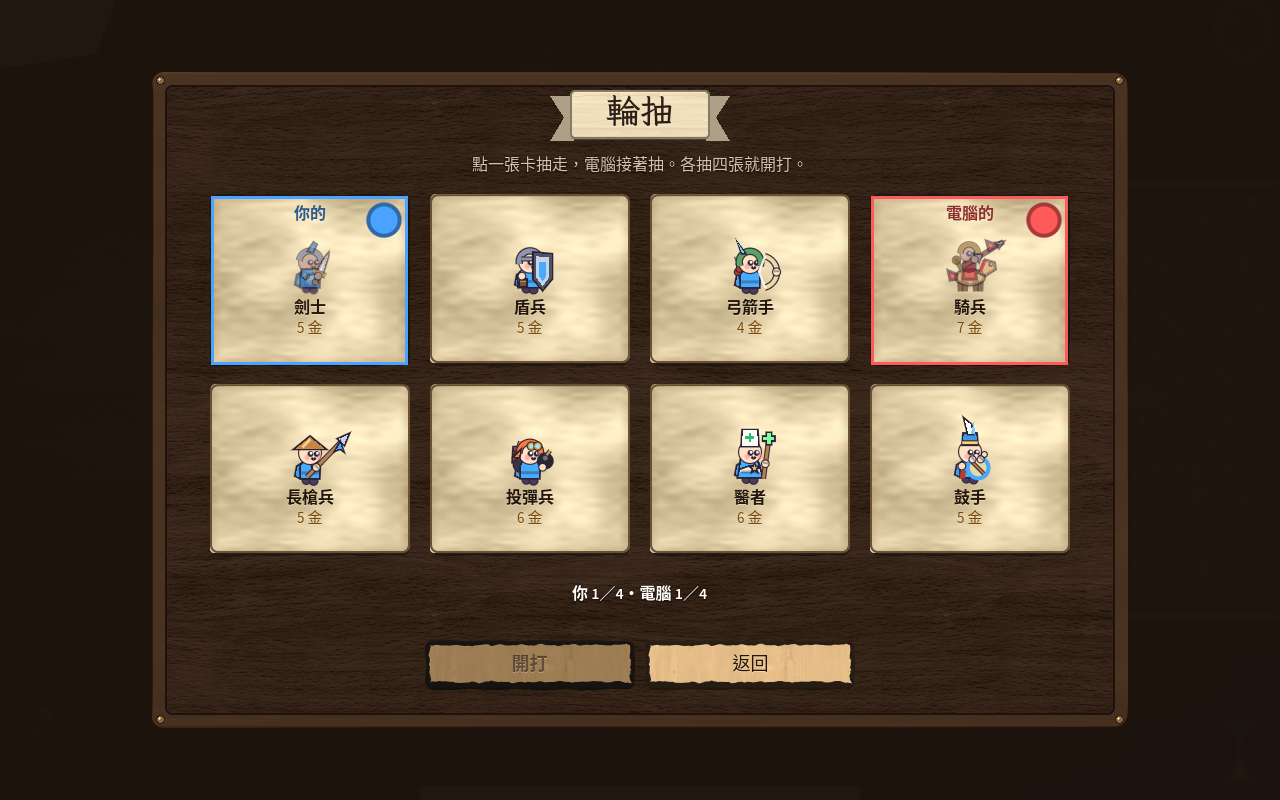 輪抽
點一張卡抽走，電腦接著抽。各抽四張就開打。
你的
劍士
5 金
盾兵
5 金
弓箭手
4 金
電腦的
騎兵
7 金
長槍兵
5 金
投彈兵
6 金
醫者
6 金
鼓手
5 金
你 1／4・電腦 1／4
開打
返回